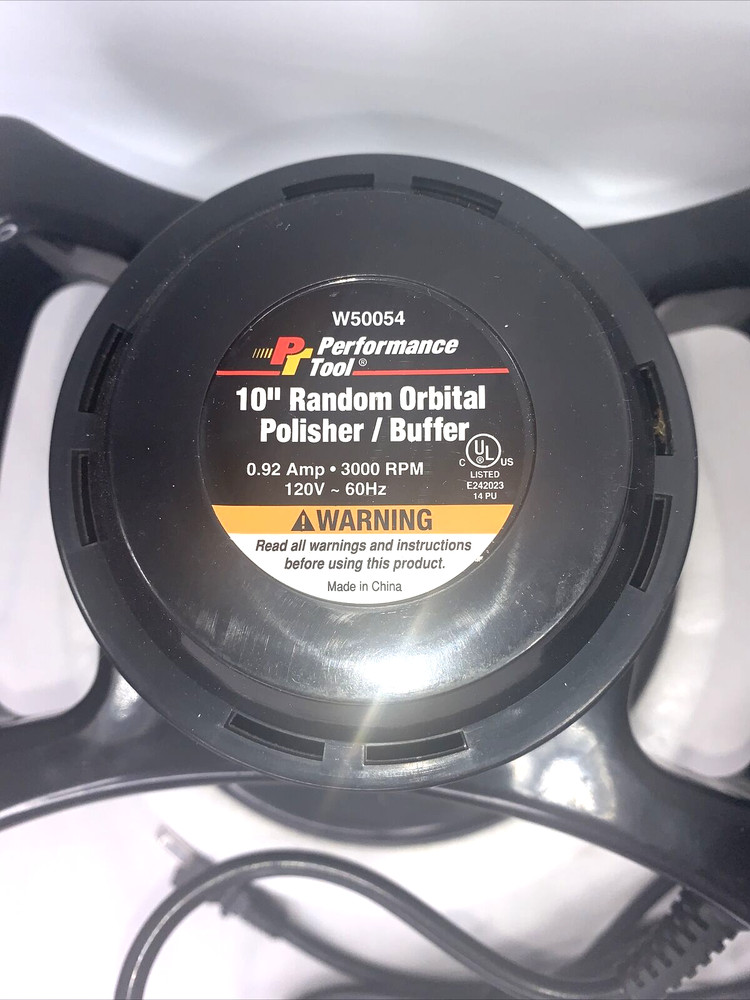 W50054
PT Performance
Tool®
10" Random Orbital
Polisher / Buffer
0.92 Amp • 3000 RPM
120V ~ 60Hz
C UL® US
LISTED
E242023
14 PU
WARNING
Read all warnings and instructions
before using this product.
Made in China